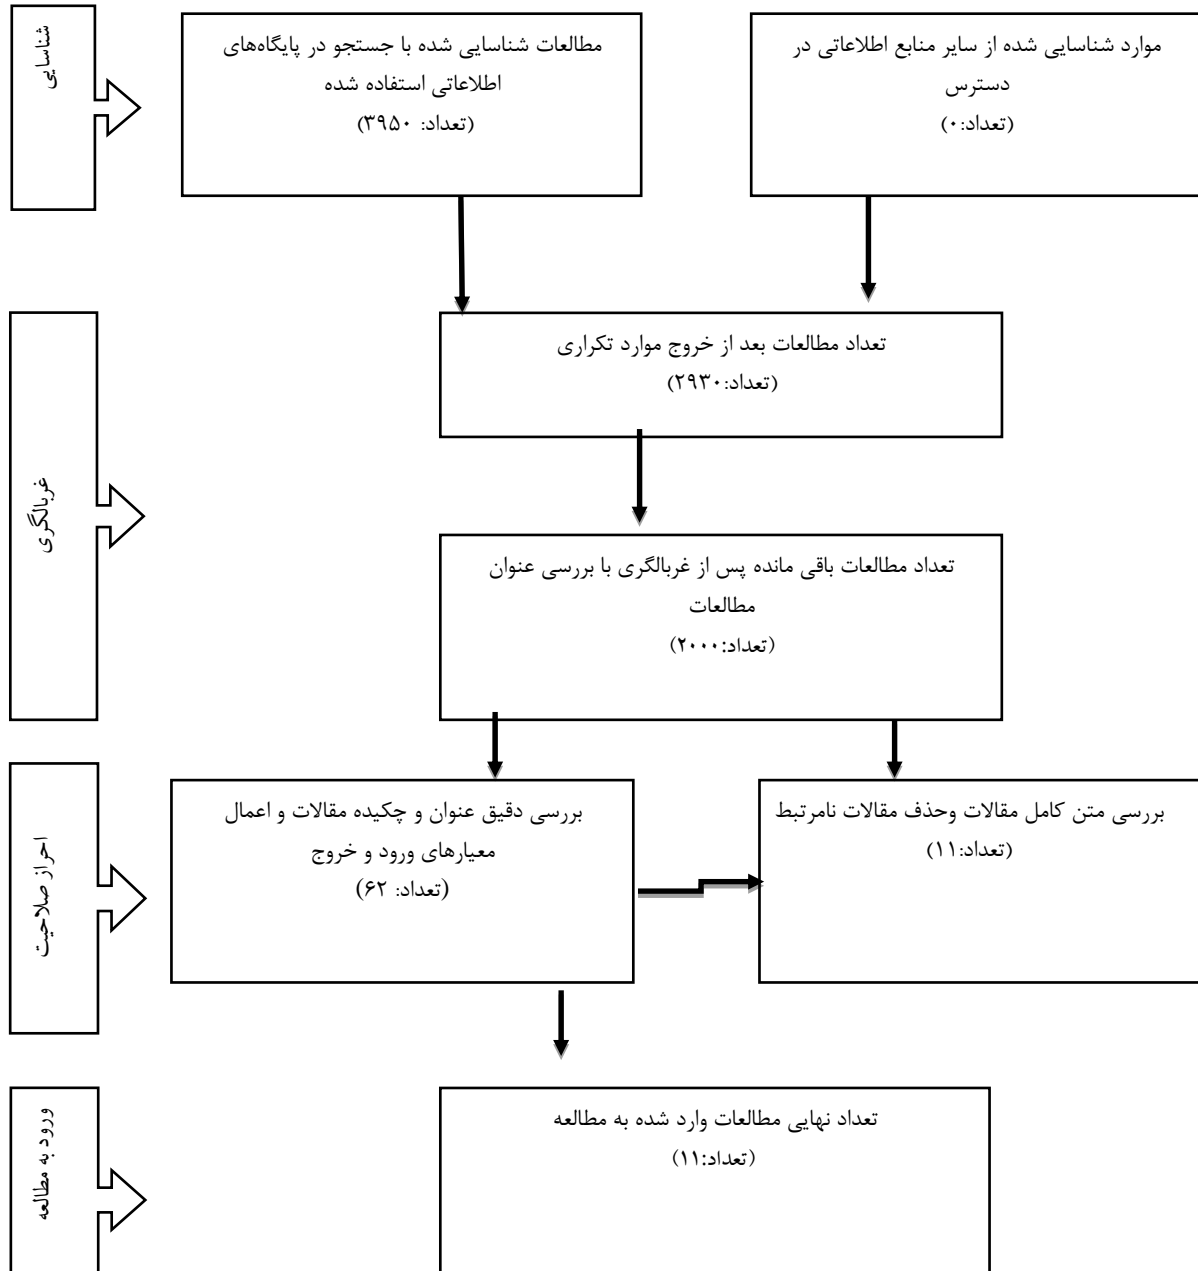 شناسایی
موارد شناسایی شده از سایر منابع اطلاعاتی در
دسترس
(تعداد:۰)
مطالعات شناسایی شده با جستجو در پایگاه‌های
اطلاعاتی استفاده شده
(تعداد: ۳۹۵۰)
غربالگری
تعداد مطالعات بعد از خروج موارد تکراری
(تعداد:۲۹۳۰)
تعداد مطالعات باقی مانده پس از غربالگری با بررسی عنوان
مطالعات
(تعداد:۲۰۰۰)
احراز صلاحیت
بررسی متن کامل مقالات وحذف مقالات نامرتبط
(تعداد:۱۱)
بررسی دقیق عنوان و چکیده مقالات و اعمال
معیارهای ورود و خروج
(تعداد: ۶۲)
ورود به مطالعه
تعداد نهایی مطالعات وارد شده به مطالعه
(تعداد:۱۱)